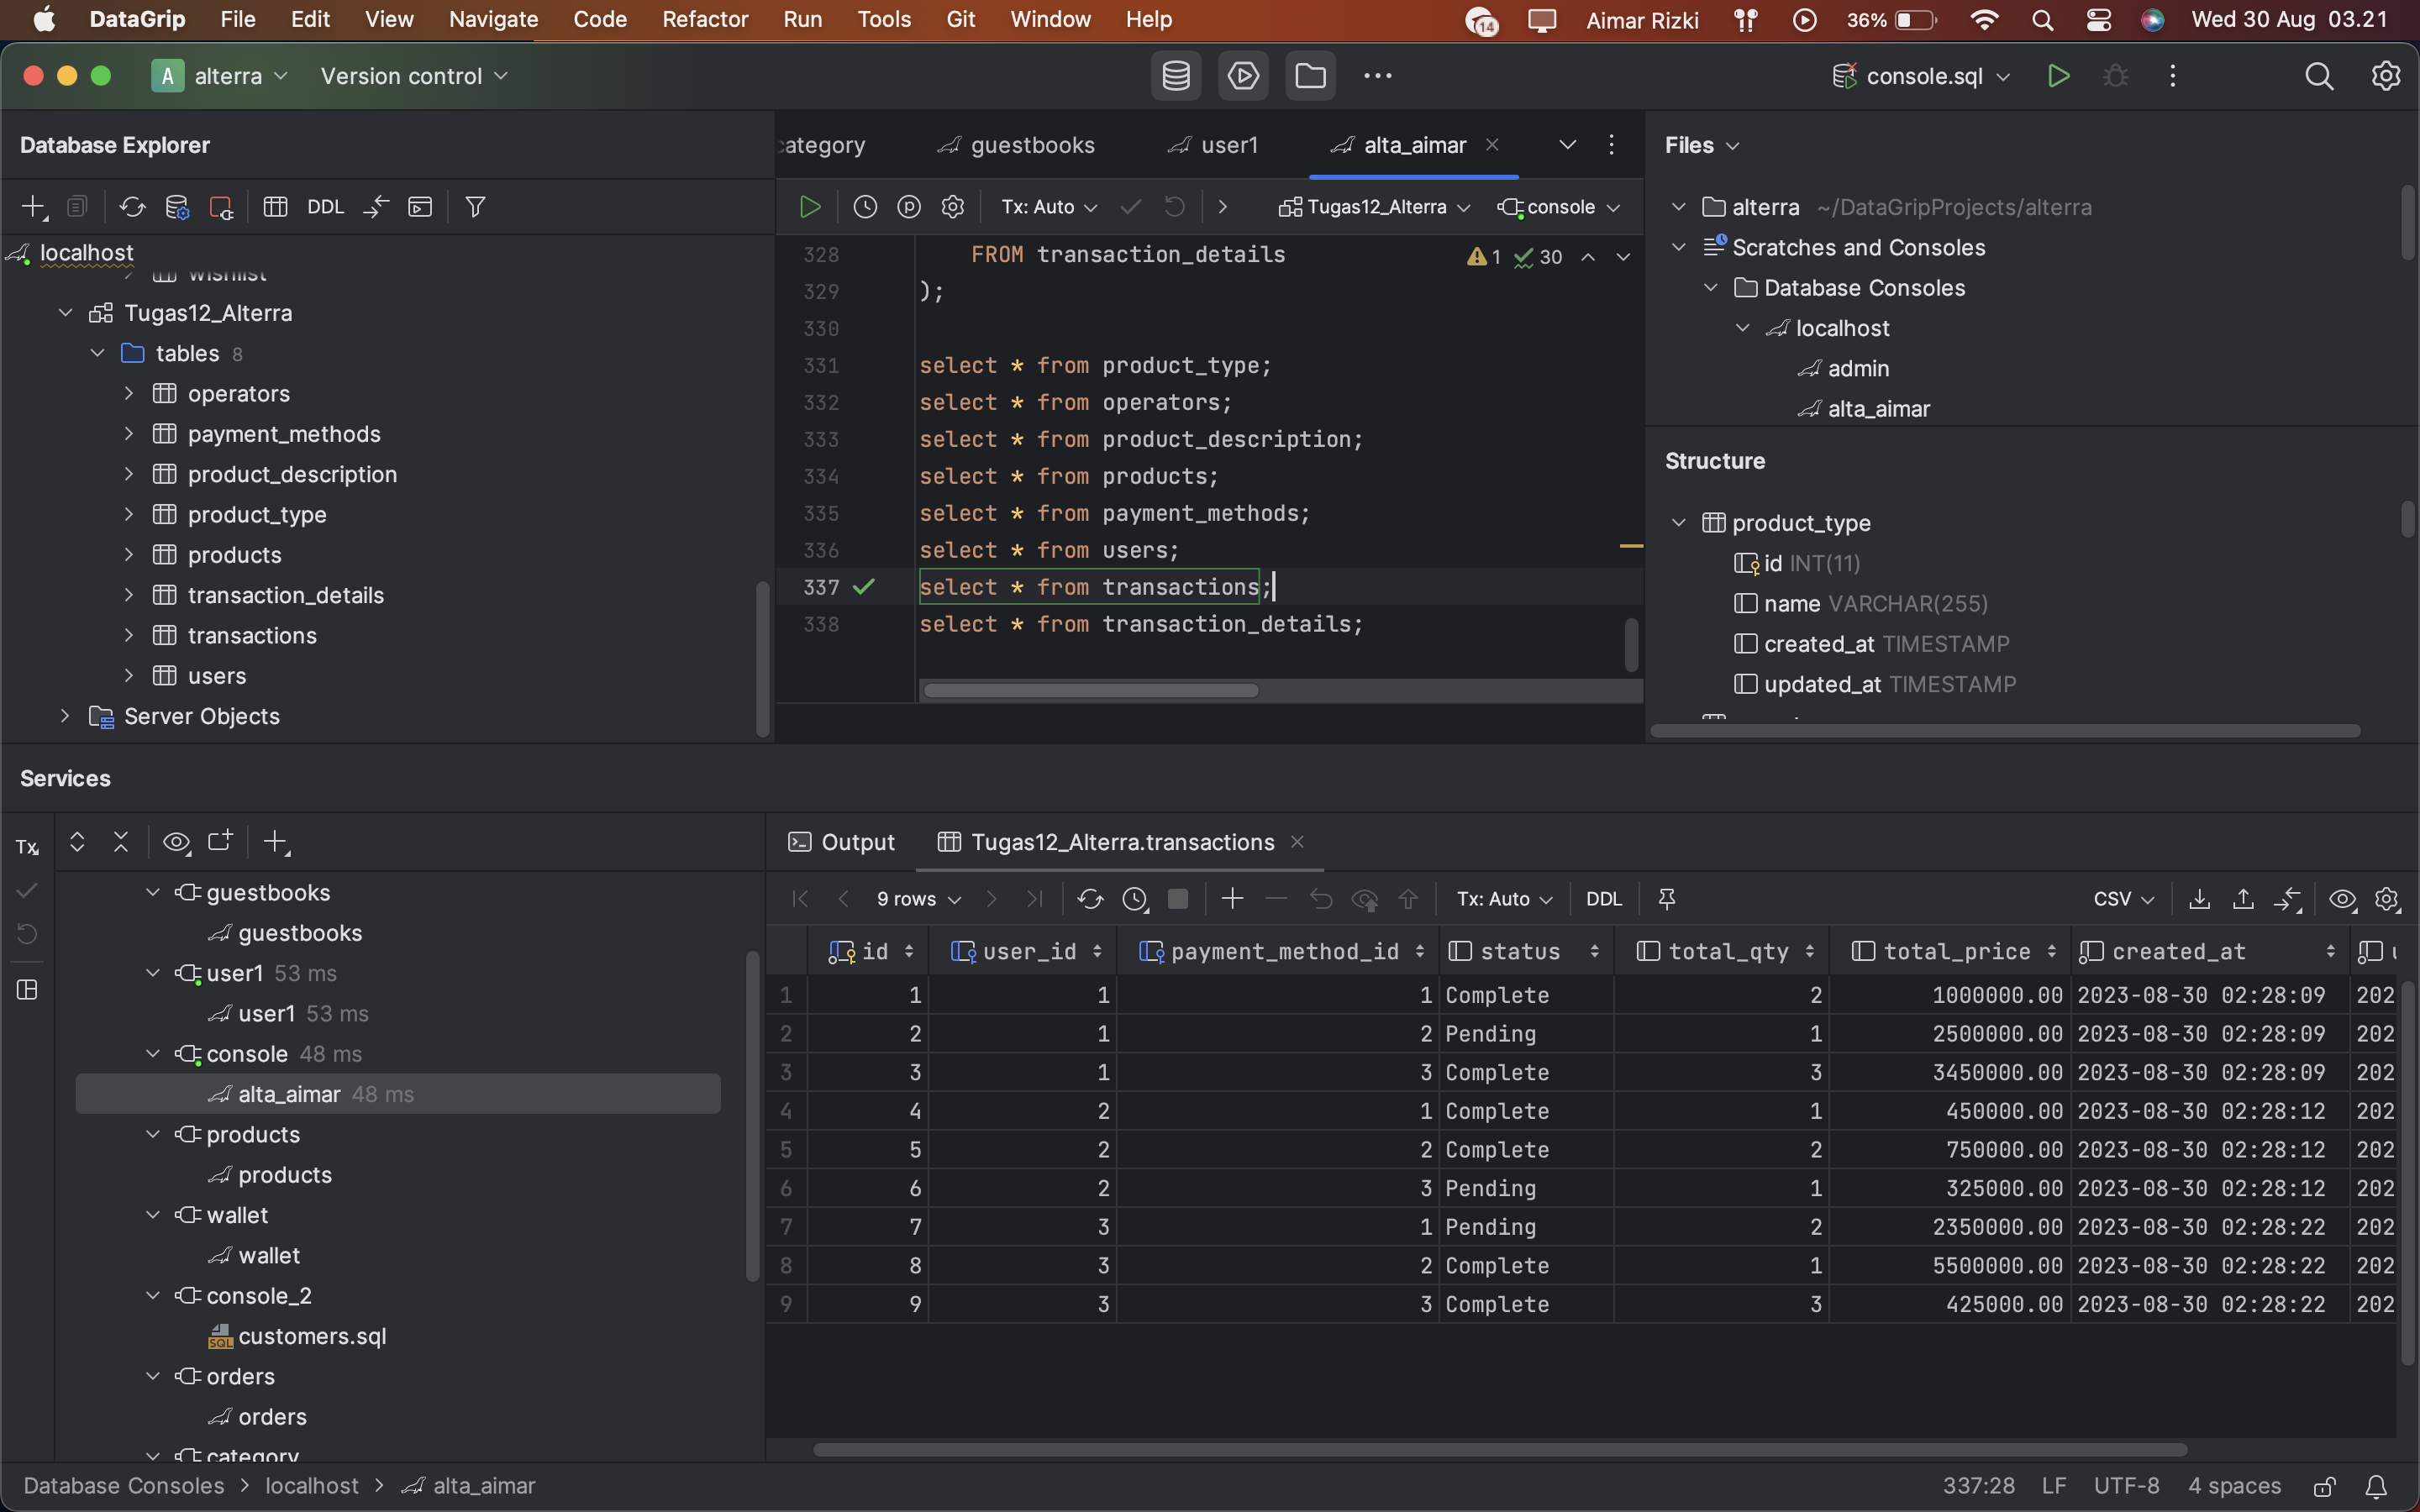 DataGrip File Edit View Navigate Code Refactor Run Tools Git Window Help 14 Aimar Rizki 36% Wed 30 Aug 03.21
A alterra Version control console.sql
Database Explorer
DDL
localhost
wishlist
Tugas12_Alterra
tables 8
operators
payment_methods
product_description
product_type
products
transaction_details
transactions
users
Server Objects
category guestbooks user1 alta_aimar
Tx: Auto Tugas12_Alterra console
328 FROM transaction_details
1 30
329 );
330
331 select * from product_type;
332 select * from operators;
333 select * from product_description;
334 select * from products;
335 select * from payment_methods;
336 select * from users;
337 select * from transactions;
338 select * from transaction_details;
Files
alterra ~/DataGripProjects/alterra
Scratches and Consoles
Database Consoles
localhost
admin
alta_aimar
Structure
product_type
id INT(11)
name VARCHAR(255)
created_at TIMESTAMP
updated_at TIMESTAMP
Services
Tx
guestbooks
guestbooks
user1 53 ms
user1 53 ms
console 48 ms
alta_aimar 48 ms
products
products
wallet
wallet
console_2
SQL customers.sql
orders
orders
category
Output Tugas12_Alterra.transactions
9 rows Tx: Auto DDL CSV
id user_id payment_method_id status total_qty total_price created_at
1 1 1 1 Complete 2 1000000.00 2023-08-30 02:28:09 202
2 2 1 2 Pending 1 2500000.00 2023-08-30 02:28:09 202
3 3 1 3 Complete 3 3450000.00 2023-08-30 02:28:09 202
4 4 2 1 Complete 1 450000.00 2023-08-30 02:28:12 202
5 5 2 2 Complete 2 750000.00 2023-08-30 02:28:12 202
6 6 2 3 Pending 1 325000.00 2023-08-30 02:28:12 202
7 7 3 1 Pending 2 2350000.00 2023-08-30 02:28:22 202
8 8 3 2 Complete 1 5500000.00 2023-08-30 02:28:22 202
9 9 3 3 Complete 3 425000.00 2023-08-30 02:28:22 202
Database Consoles > localhost > alta_aimar
337:28 LF UTF-8 4 spaces